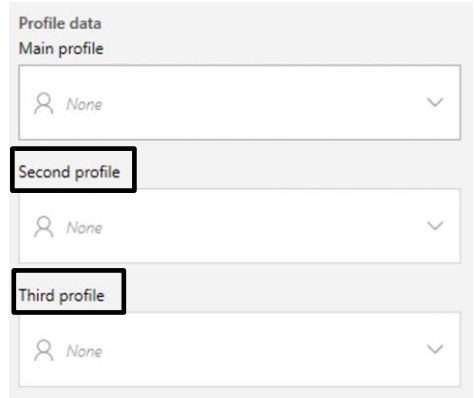 Profile data
Main profile
None
Second profile
None
Third profile
None